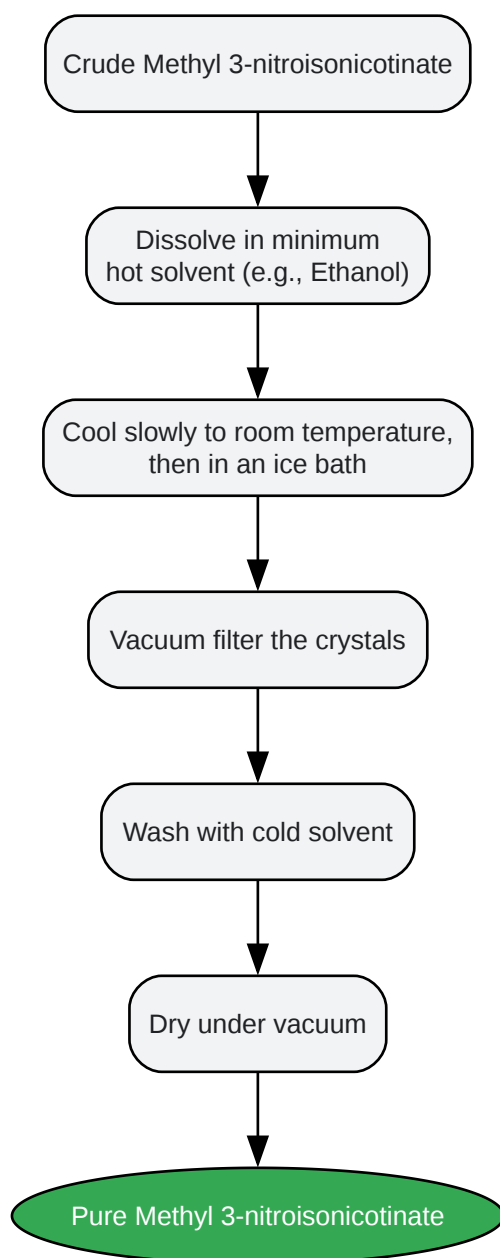 Crude Methyl 3-nitroisonicotinate
Dissolve in minimum
hot solvent (e.g., Ethanol)
Cool slowly to room temperature,
then in an ice bath
Vacuum filter the crystals
Wash with cold solvent
Dry under vacuum
Pure Methyl 3-nitroisonicotinate